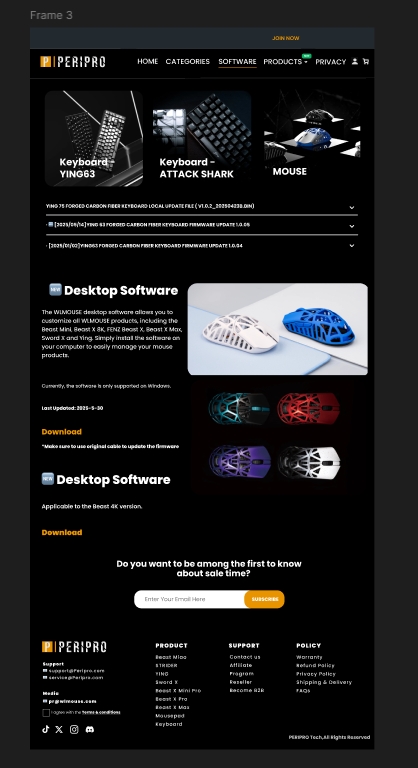 Frame 3
JOIN NOW
P PERIPRO
HOME CATEGORIES SOFTWARE PRODUCTS PRIVACY
Keyboard -
YING63
Keyboard -
ATTACK SHARK
MOUSE
YING 75 FORGED CARBON FIBER KEYBOARD LOCAL UPDATE FILE ( V1.0.2_20250423B.BIN)
· 🆕 [2025/05/14] YING 63 FORGED CARBON FIBER KEYBOARD FIRMWARE UPDATE 1.0.05
· [2025/01/02]YING63 FORGED CARBON FIBER KEYBOARD FIRMWARE UPDATE 1.0.04
🆕 Desktop Software
The WLMOUSE desktop software allows you to
customize all WLMOUSE products, including the
Beast Mini, Beast X 8K, FENZ Beast X, Beast X Max,
Sword X and Ying. Simply install the software on
your computer to easily manage your mouse
products.
Currently, the software is only supported on Windows.
Last Updated: 2025-5-30
Download
*Make sure to use original cable to update the firmware
🆕 Desktop Software
Applicable to the Beast 4K version.
Download
Do you want to be among the first to know
about sale time?
Enter Your Email Here
SUBSCRIBE
P PERIPRO
Support
support@Peripro.com
service@Peripro.com
Media
pr@wlmouse.com
I agree with the Terms & conditions
PRODUCT
Beast Miao
STRIDER
YING
Sword X
Beast X Mini Pro
Beast X Pro
Beast X Max
Mousepad
Keyboard
SUPPORT
Contact us
Affiliate
Program
Reseller
Become B2B
POLICY
Warranty
Refund Policy
Privacy Policy
Shipping & Delivery
FAQs
PERIPRO Tech,All Rights Reserved